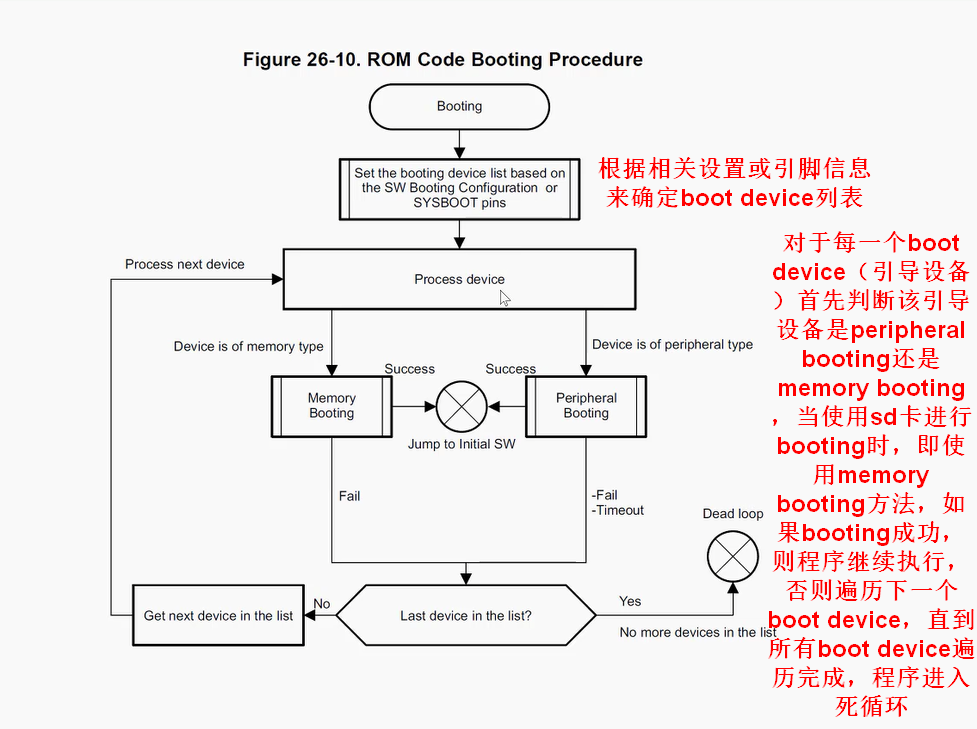 Figure 26-10. ROM Code Booting Procedure
Booting
Set the booting device list based on
the SW Booting Configuration or
SYSBOOT pins
根据相关设置或引脚信息
来确定boot device列表
Process next device
Process device
对于每一个boot
device（引导设备
）首先判断该引导
设备是peripheral
booting还是
memory booting
，当使用sd卡进行
booting时，即使
用memory
booting方法，如
果booting成功，
则程序继续执行，
否则遍历下一个
boot device，直到
所有boot device遍
历完成，程序进入
死循环
Device is of memory type
Device is of peripheral type
Success
Success
Memory
Booting
Peripheral
Booting
Jump to Initial SW
Fail
-Fail
-Timeout
Dead loop
Get next device in the list
No
Last device in the list?
Yes
No more devices in the list